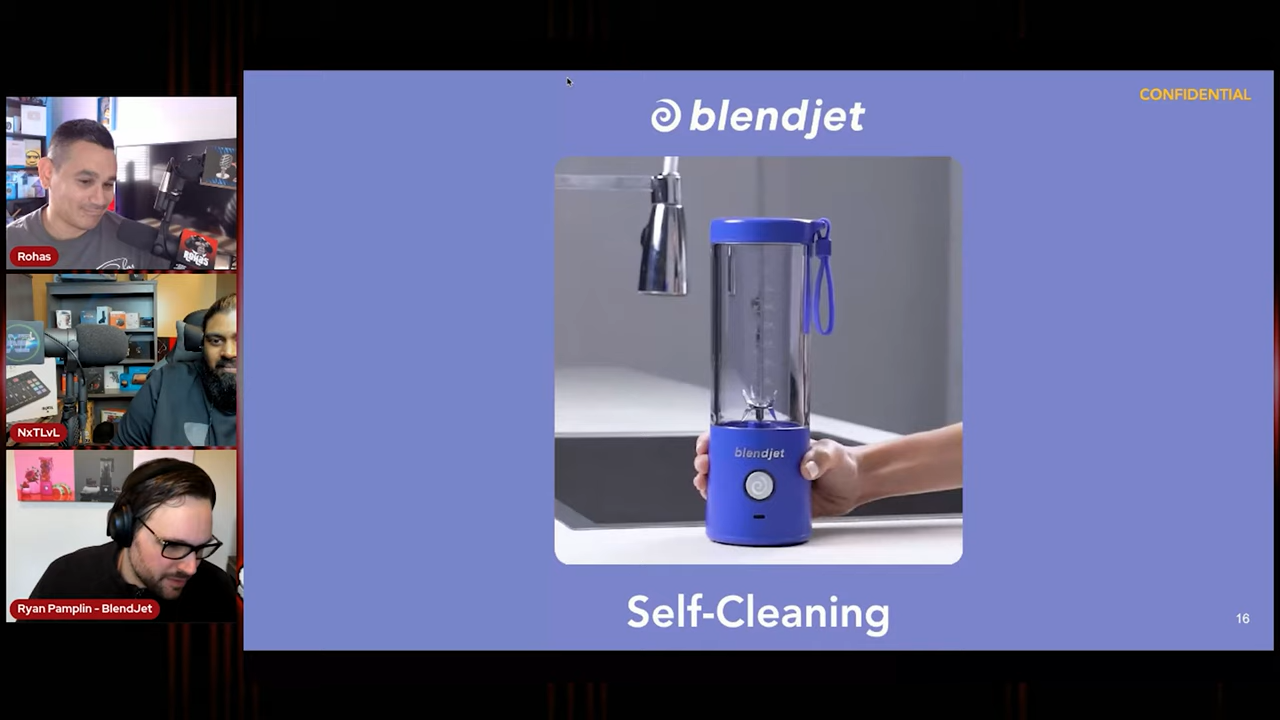 CONFIDENTIAL
blendjet
blendjet
Self-Cleaning
16
Rohas
NxTLvL
Ryan Pamplin - BlendJet